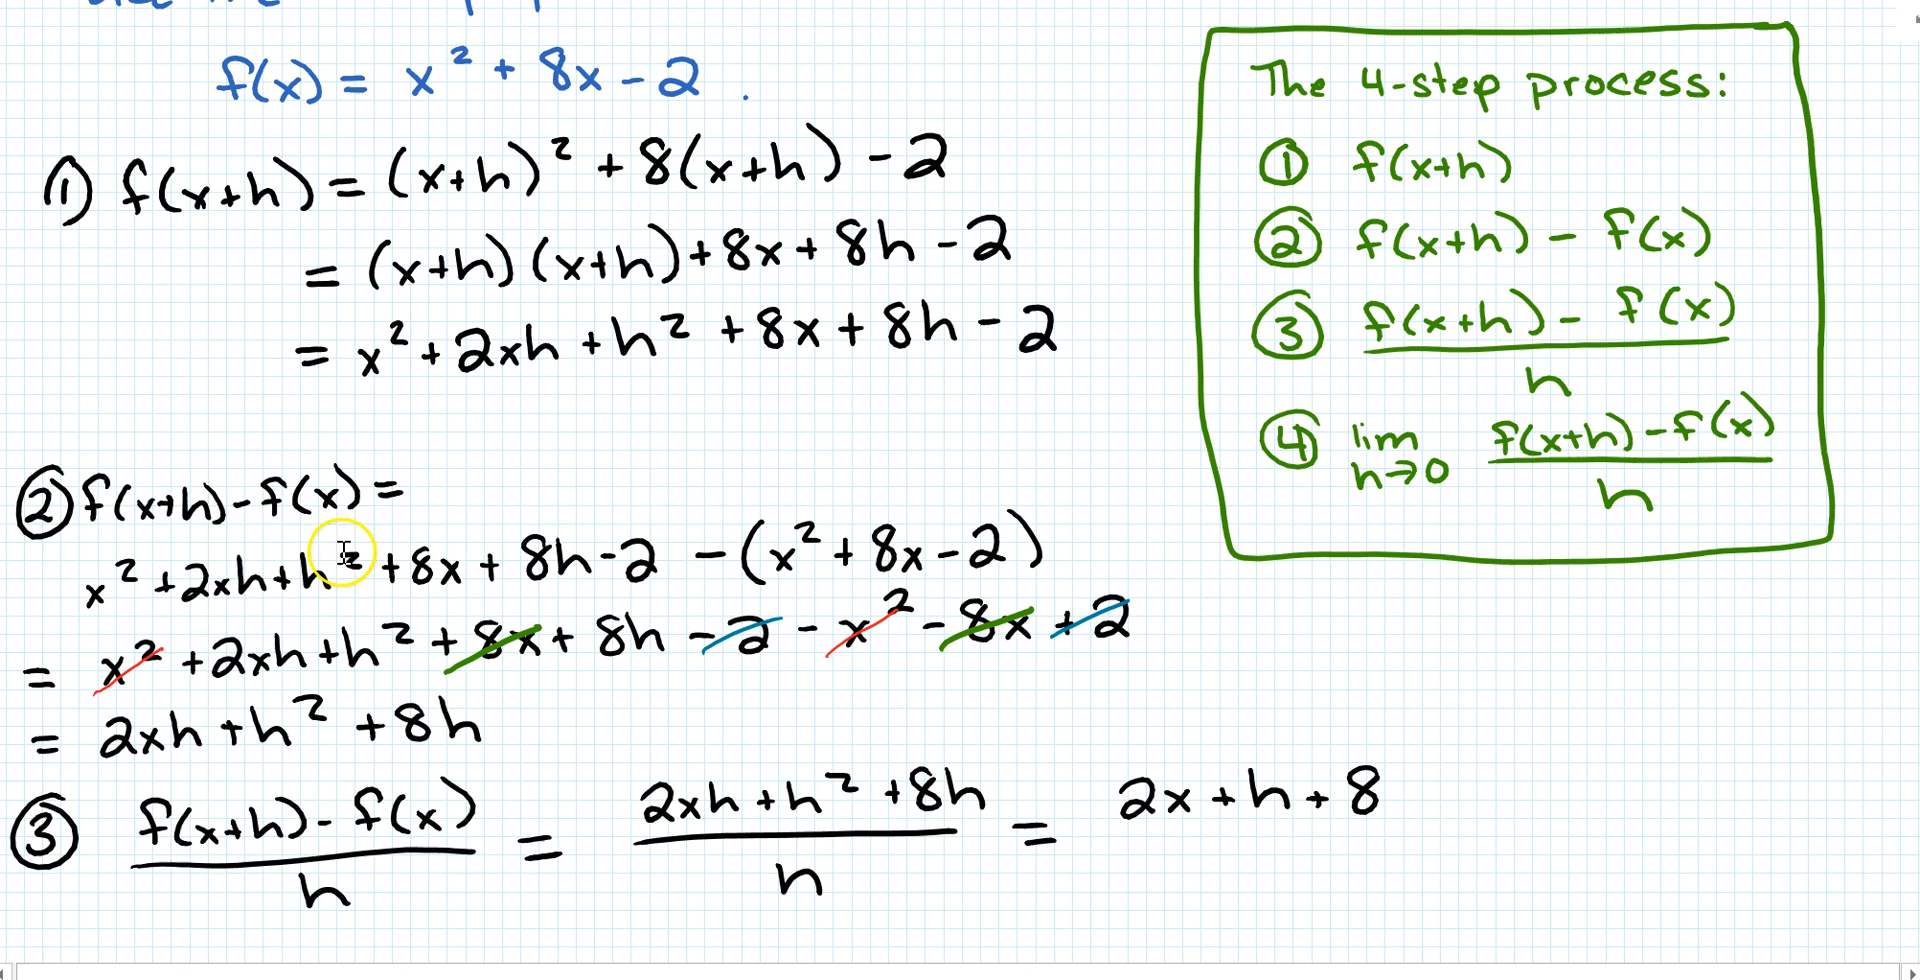 f(x) = x² + 8x - 2 .
1) f(x+h) = (x+h)² + 8(x+h) - 2
= (x+h)(x+h) + 8x + 8h - 2
= x² + 2xh + h² + 8x + 8h - 2
② f(x+h) - f(x) =
x² + 2xh + h² + 8x + 8h - 2 - (x² + 8x - 2)
= x² + 2xh + h² + 8x + 8h - 2 - x² - 8x + 2
= 2xh + h² + 8h
③ f(x+h) - f(x) / h = 2xh + h² + 8h / h = 2x + h + 8
The 4-step process:
① f(x+h)
② f(x+h) - f(x)
③ f(x+h) - f(x) / h
④ lim h→0 f(x+h) - f(x) / h